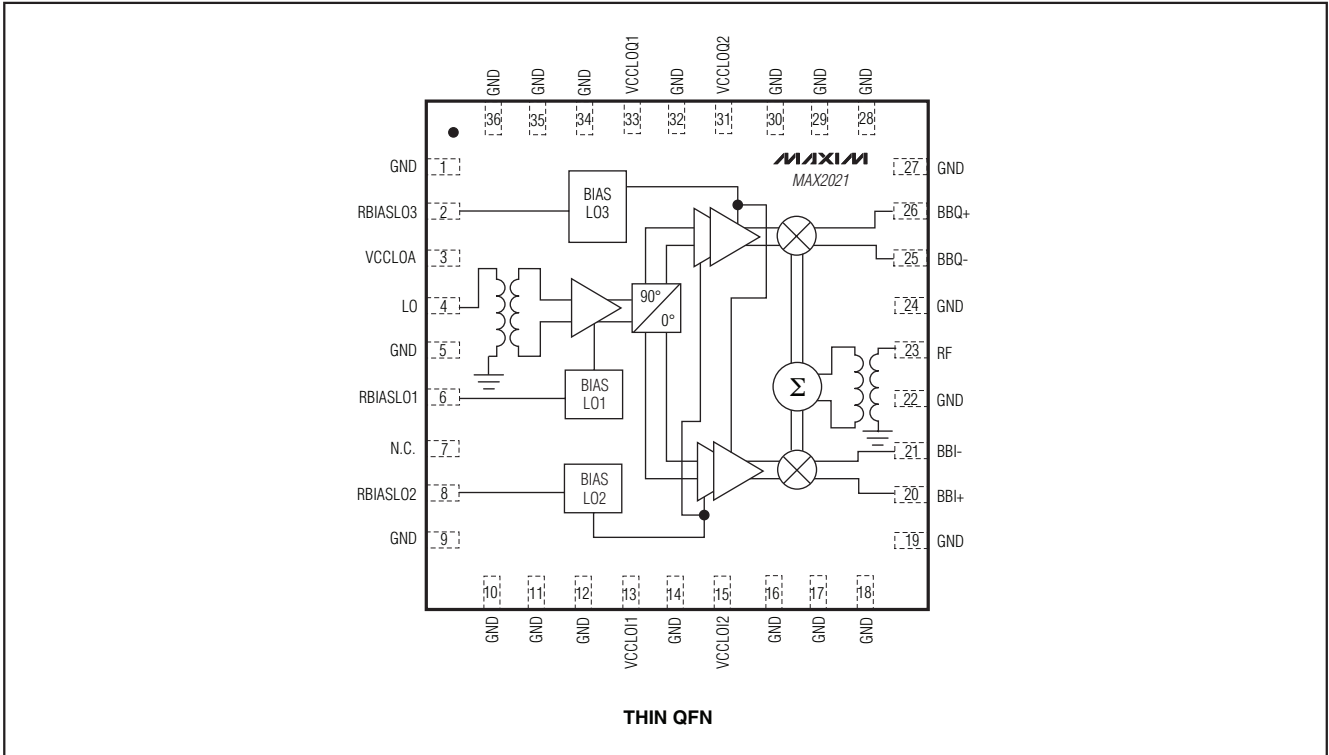 GND
GND
GND
VCCLOQ1
GND
VCCLOQ2
GND
GND
GND
36
35
34
33
32
31
30
29
28
MAXIM
MAX2021
GND 1
27 GND
RBIASLO3 2
BIAS
LO3
26 BBQ+
VCCLOA 3
25 BBQ-
LO 4
90°
0°
24 GND
GND 5
23 RF
RBIASLO1 6
BIAS
LO1
Σ
22 GND
N.C. 7
21 BBI-
RBIASLO2 8
BIAS
LO2
20 BBI+
GND 9
19 GND
10
11
12
13
14
15
16
17
18
GND
GND
GND
VCCLOI1
GND
VCCLOI2
GND
GND
GND
THIN QFN